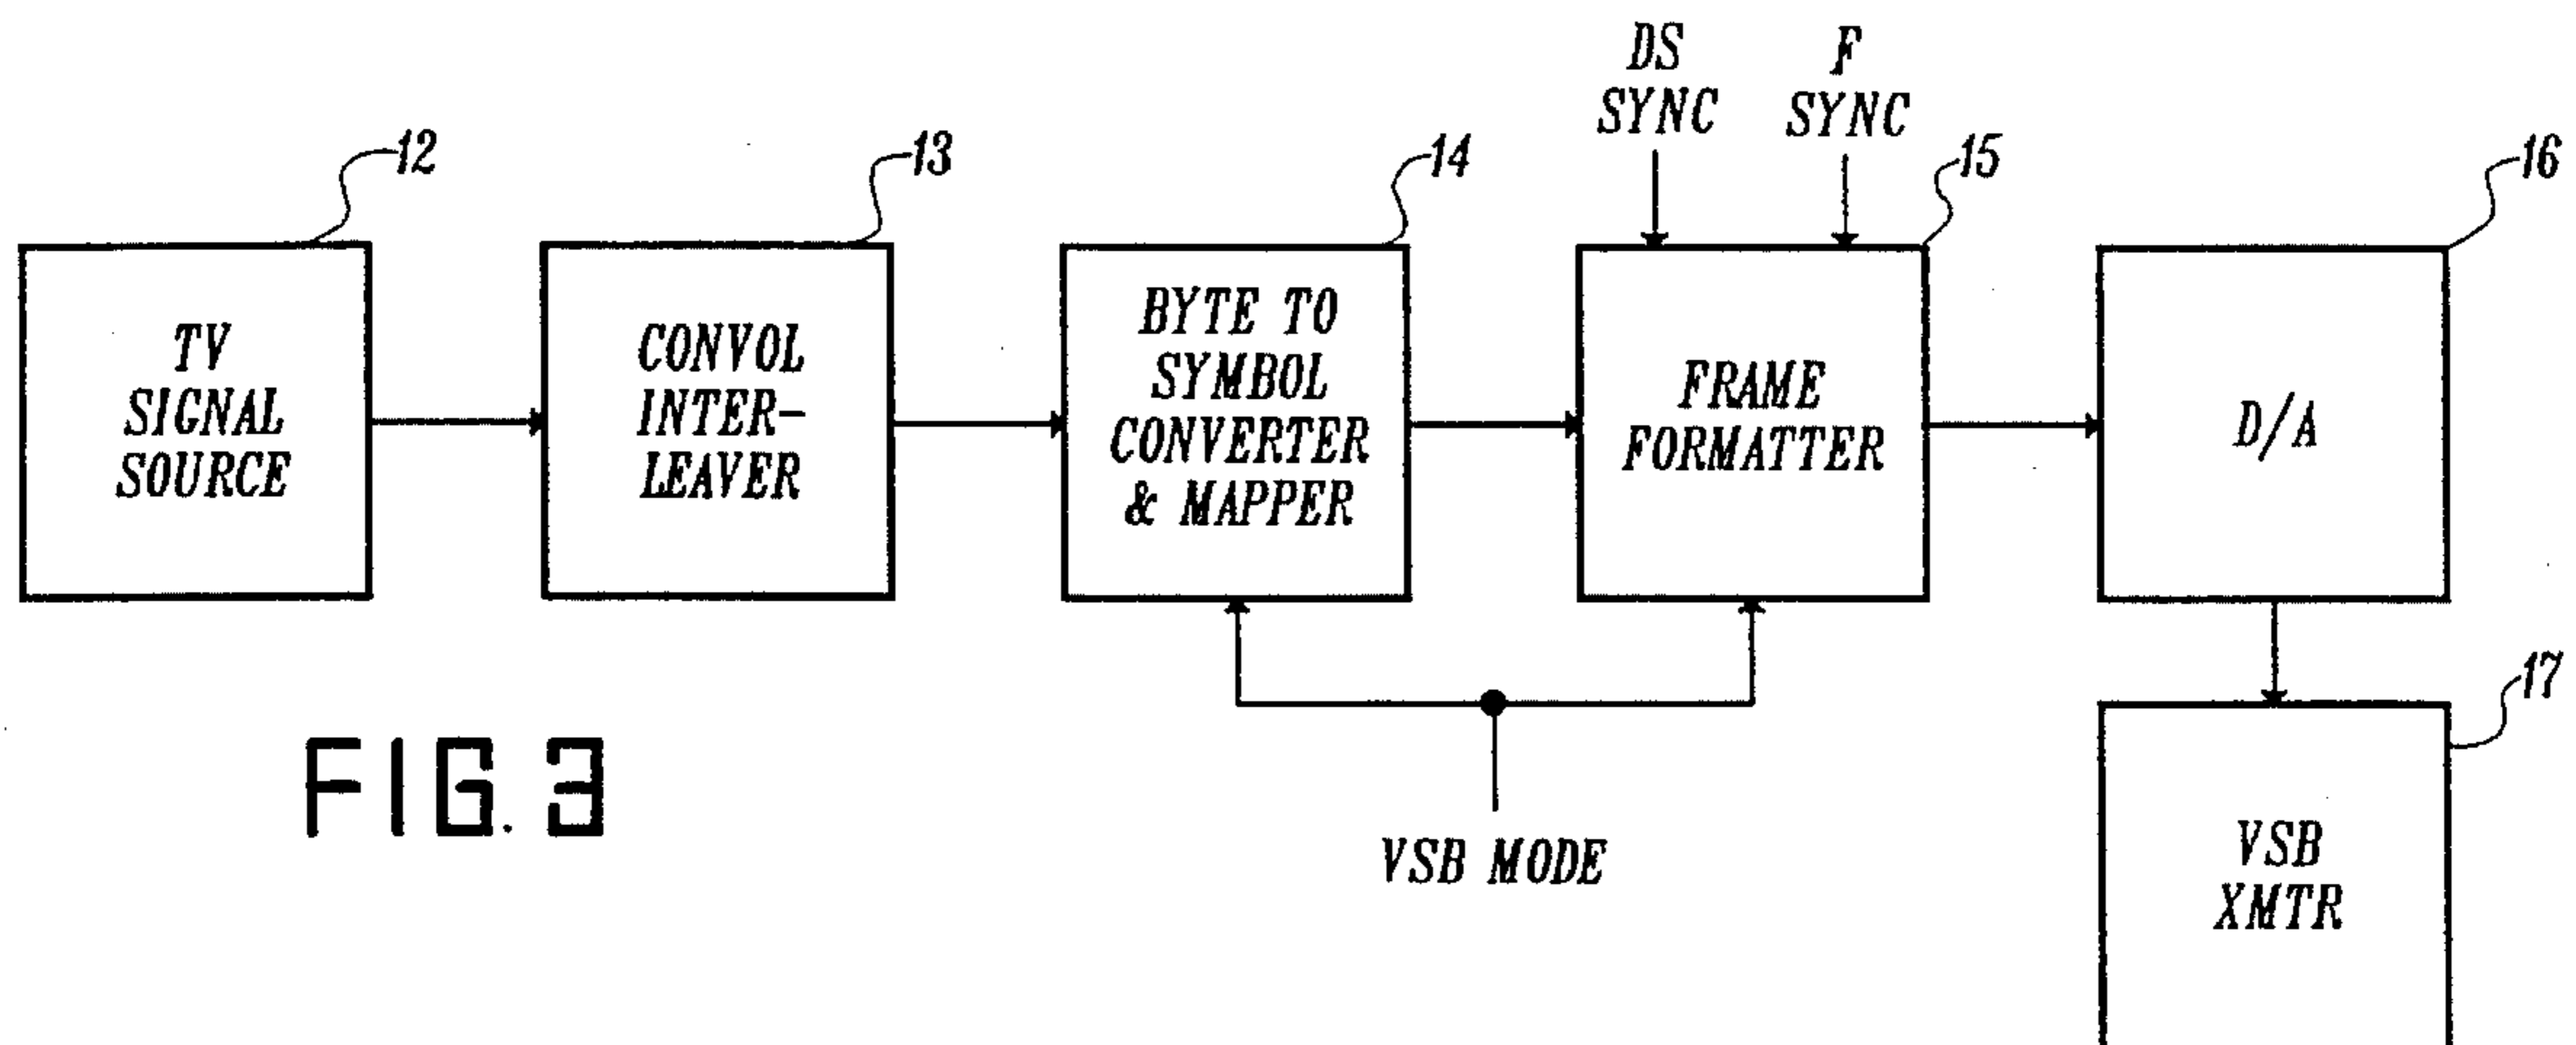 DS
SYNC
F
SYNC
12
13
14
15
16
TV
SIGNAL
SOURCE
CONVOL
INTER-
LEAVER
BYTE TO
SYMBOL
CONVERTER
& MAPPER
FRAME
FORMATTER
D/A
17
FIG. 3
VSB MODE
VSB
XMTR